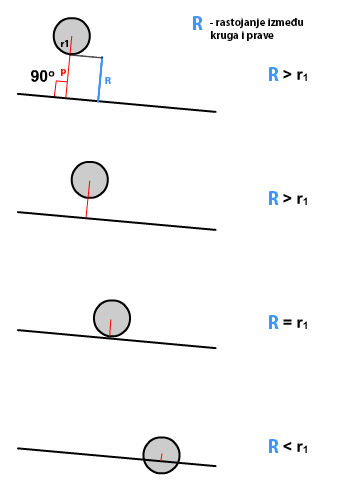 R - rastojanje između
kruga i prave
r1
90° p R
R > r₁
R > r₁
R = r₁
R < r₁